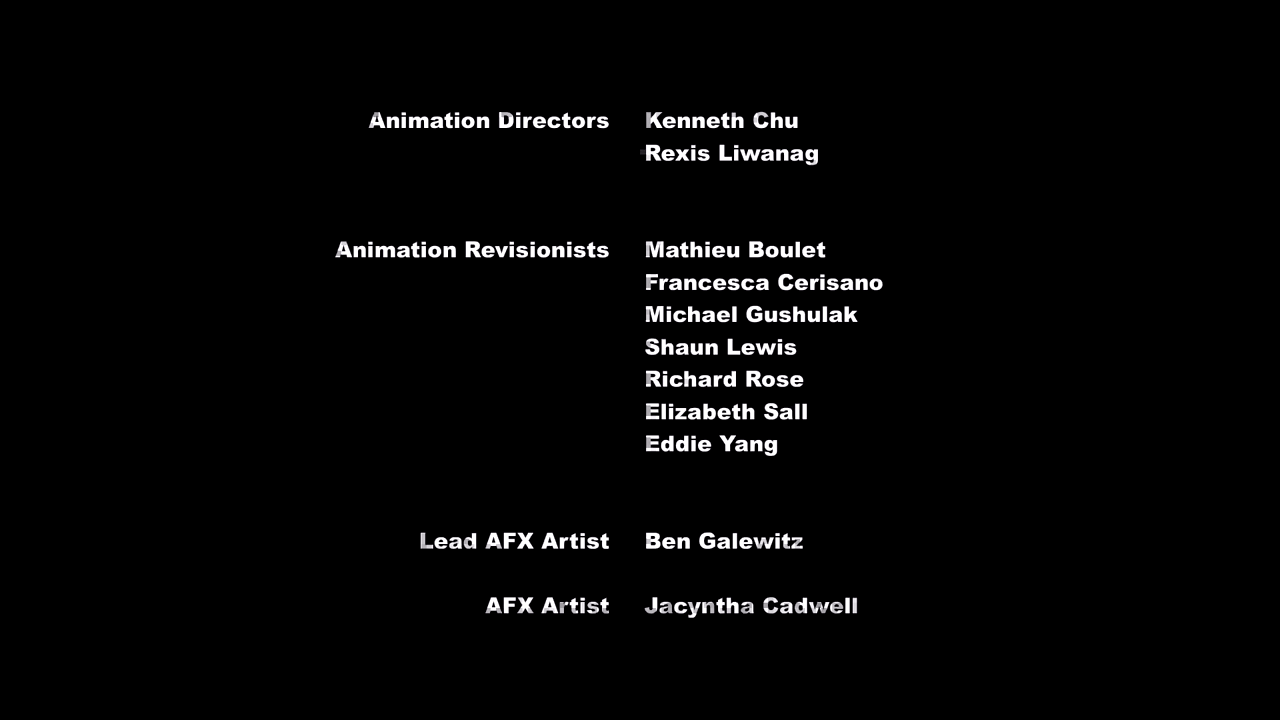 Animation Directors Kenneth Chu
Rexis Liwanag
Animation Revisionists Mathieu Boulet
Francesca Cerisano
Michael Gushulak
Shaun Lewis
Richard Rose
Elizabeth Sall
Eddie Yang
Lead AFX Artist Ben Galewitz
AFX Artist Jacyntha Cadwell